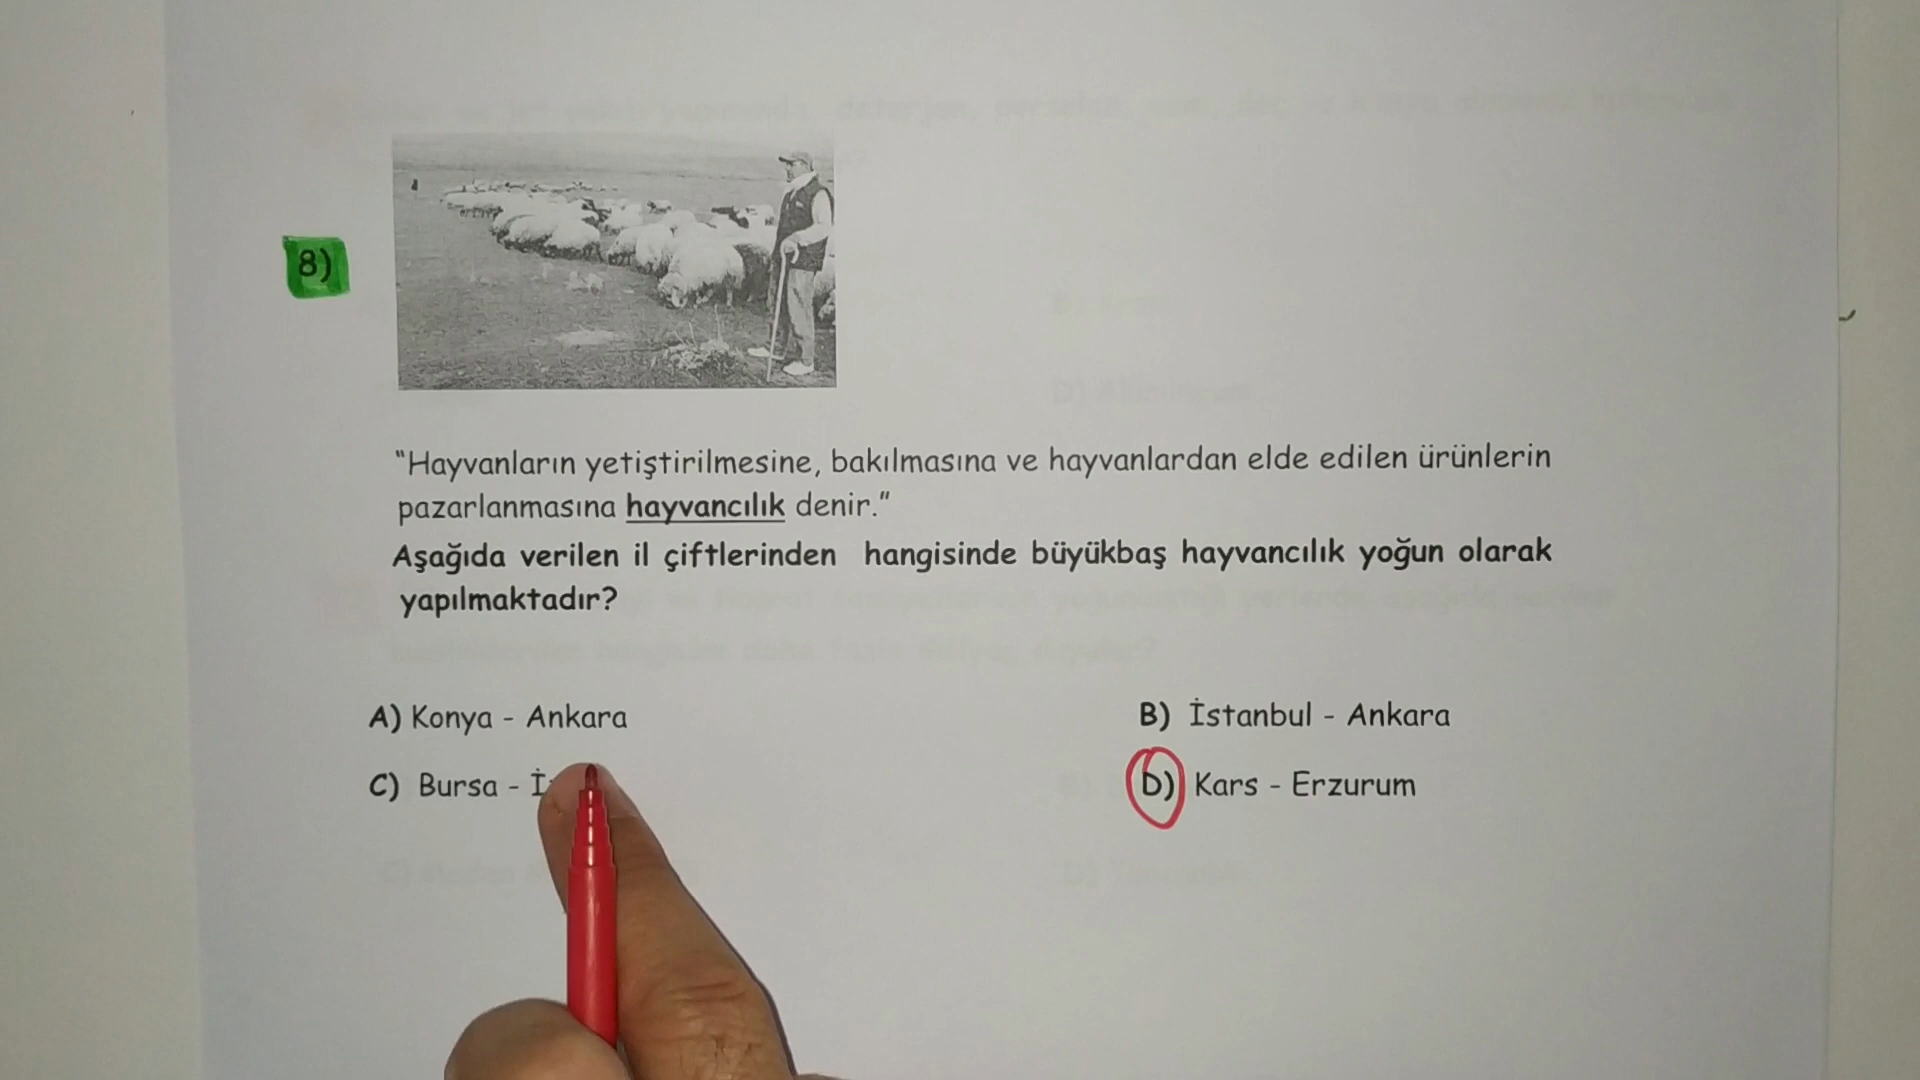 8)
"Hayvanların yetiştirilmesine, bakılmasına ve hayvanlardan elde edilen ürünlerin
pazarlanmasına hayvancılık denir."
Aşağıda verilen il çiftlerinden hangisinde büyükbaş hayvancılık yoğun olarak
yapılmaktadır?
A) Konya - Ankara
B) İstanbul - Ankara
C) Bursa -
D) Kars - Erzurum